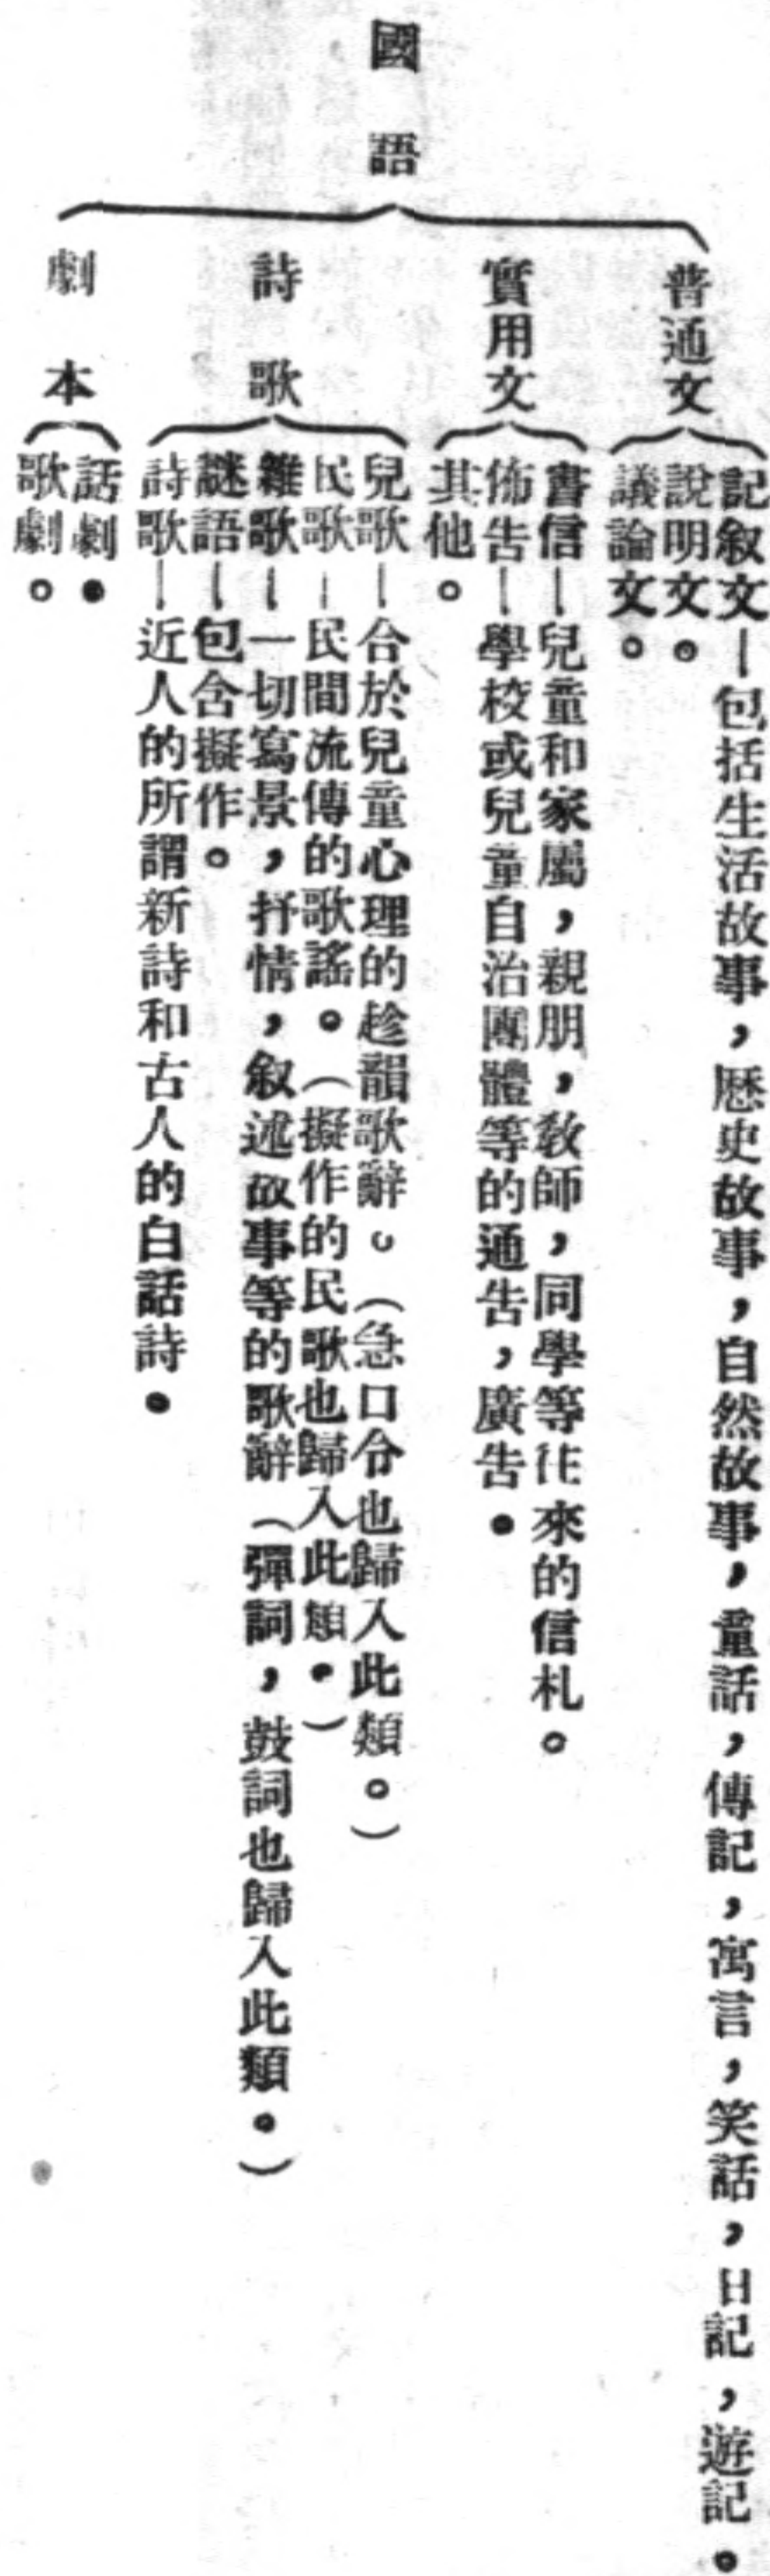 國語
普通文
記敘文—包括生活故事，歷史故事，自然故事，童話，傳記，寓言，笑話，日記，遊記。
說明文。
議論文。
實用文
書信—兒童和家屬，親朋，教師，同學等往來的信札。
佈告—學校或兒童自治團體等的通告，廣告。
其他。
詩歌
兒歌—合於兒童心理的趁韻歌辭。（急口令也歸入此類。）
民歌—民間流傳的歌謠。（擬作的民歌也歸入此類。）
雜歌—一切寫景，抒情，敘述故事等的歌辭（彈詞，鼓詞也歸入此類。）
謎語—包含擬作。
詩歌—近人的所謂新詩和古人的白話詩。
劇本
話劇。
歌劇。